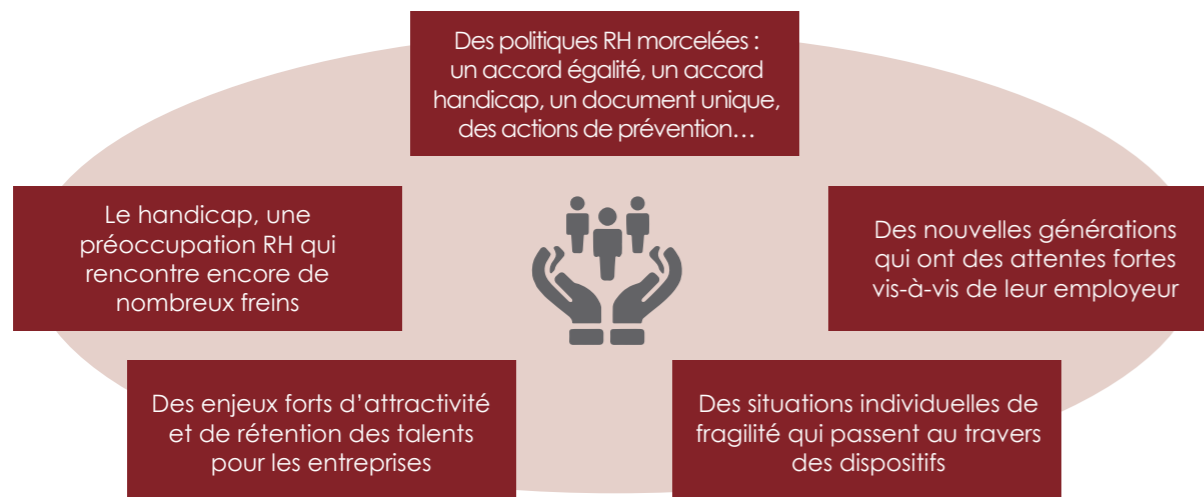 Des politiques RH morcelées :
un accord égalité, un accord
handicap, un document unique,
des actions de prévention…
Le handicap, une
préoccupation RH qui
rencontre encore de
nombreux freins
Des nouvelles générations
qui ont des attentes fortes
vis-à-vis de leur employeur
Des enjeux forts d’attractivité
et de rétention des talents
pour les entreprises
Des situations individuelles de
fragilité qui passent au travers
des dispositifs